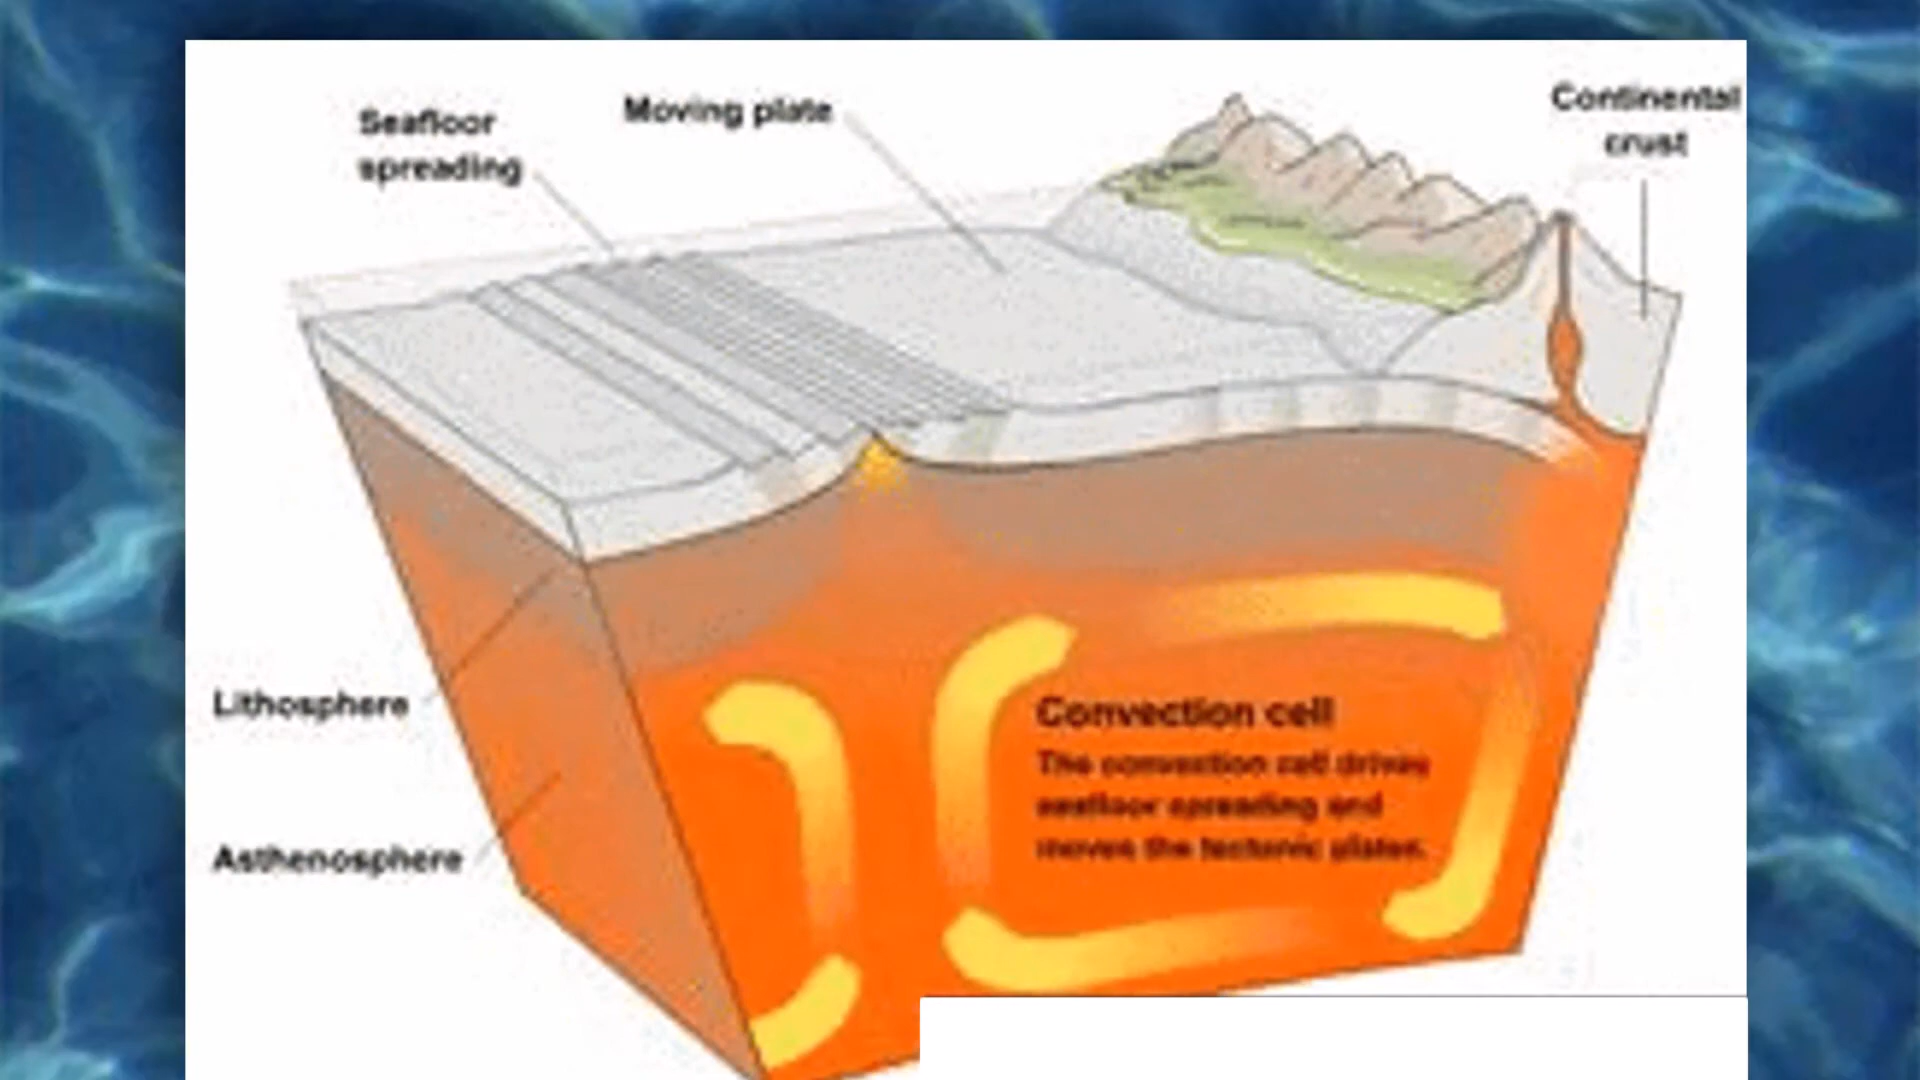 Seafloor
spreading
Moving plate
Continental
crust
Lithosphere
Asthenosphere
Convection cell
The convection cell drives
seafloor spreading and
moves the tectonic plates.